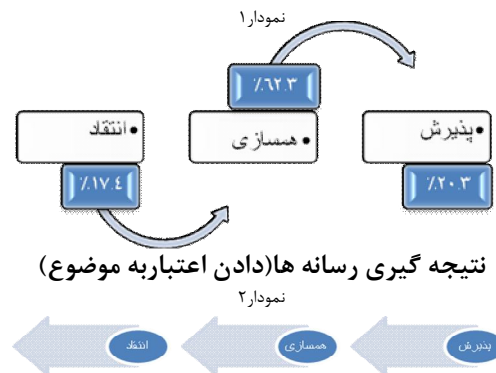 نمودار۱
٪۶۲.۳
•پذیرش
•همسازی
•انتقاد
٪۲۰.۳
٪۱۷.٤
نتیجه گیری رسانه ها(دادن اعتباربه موضوع)
نمودار۲
پذیرش
همسازی
انتقاد